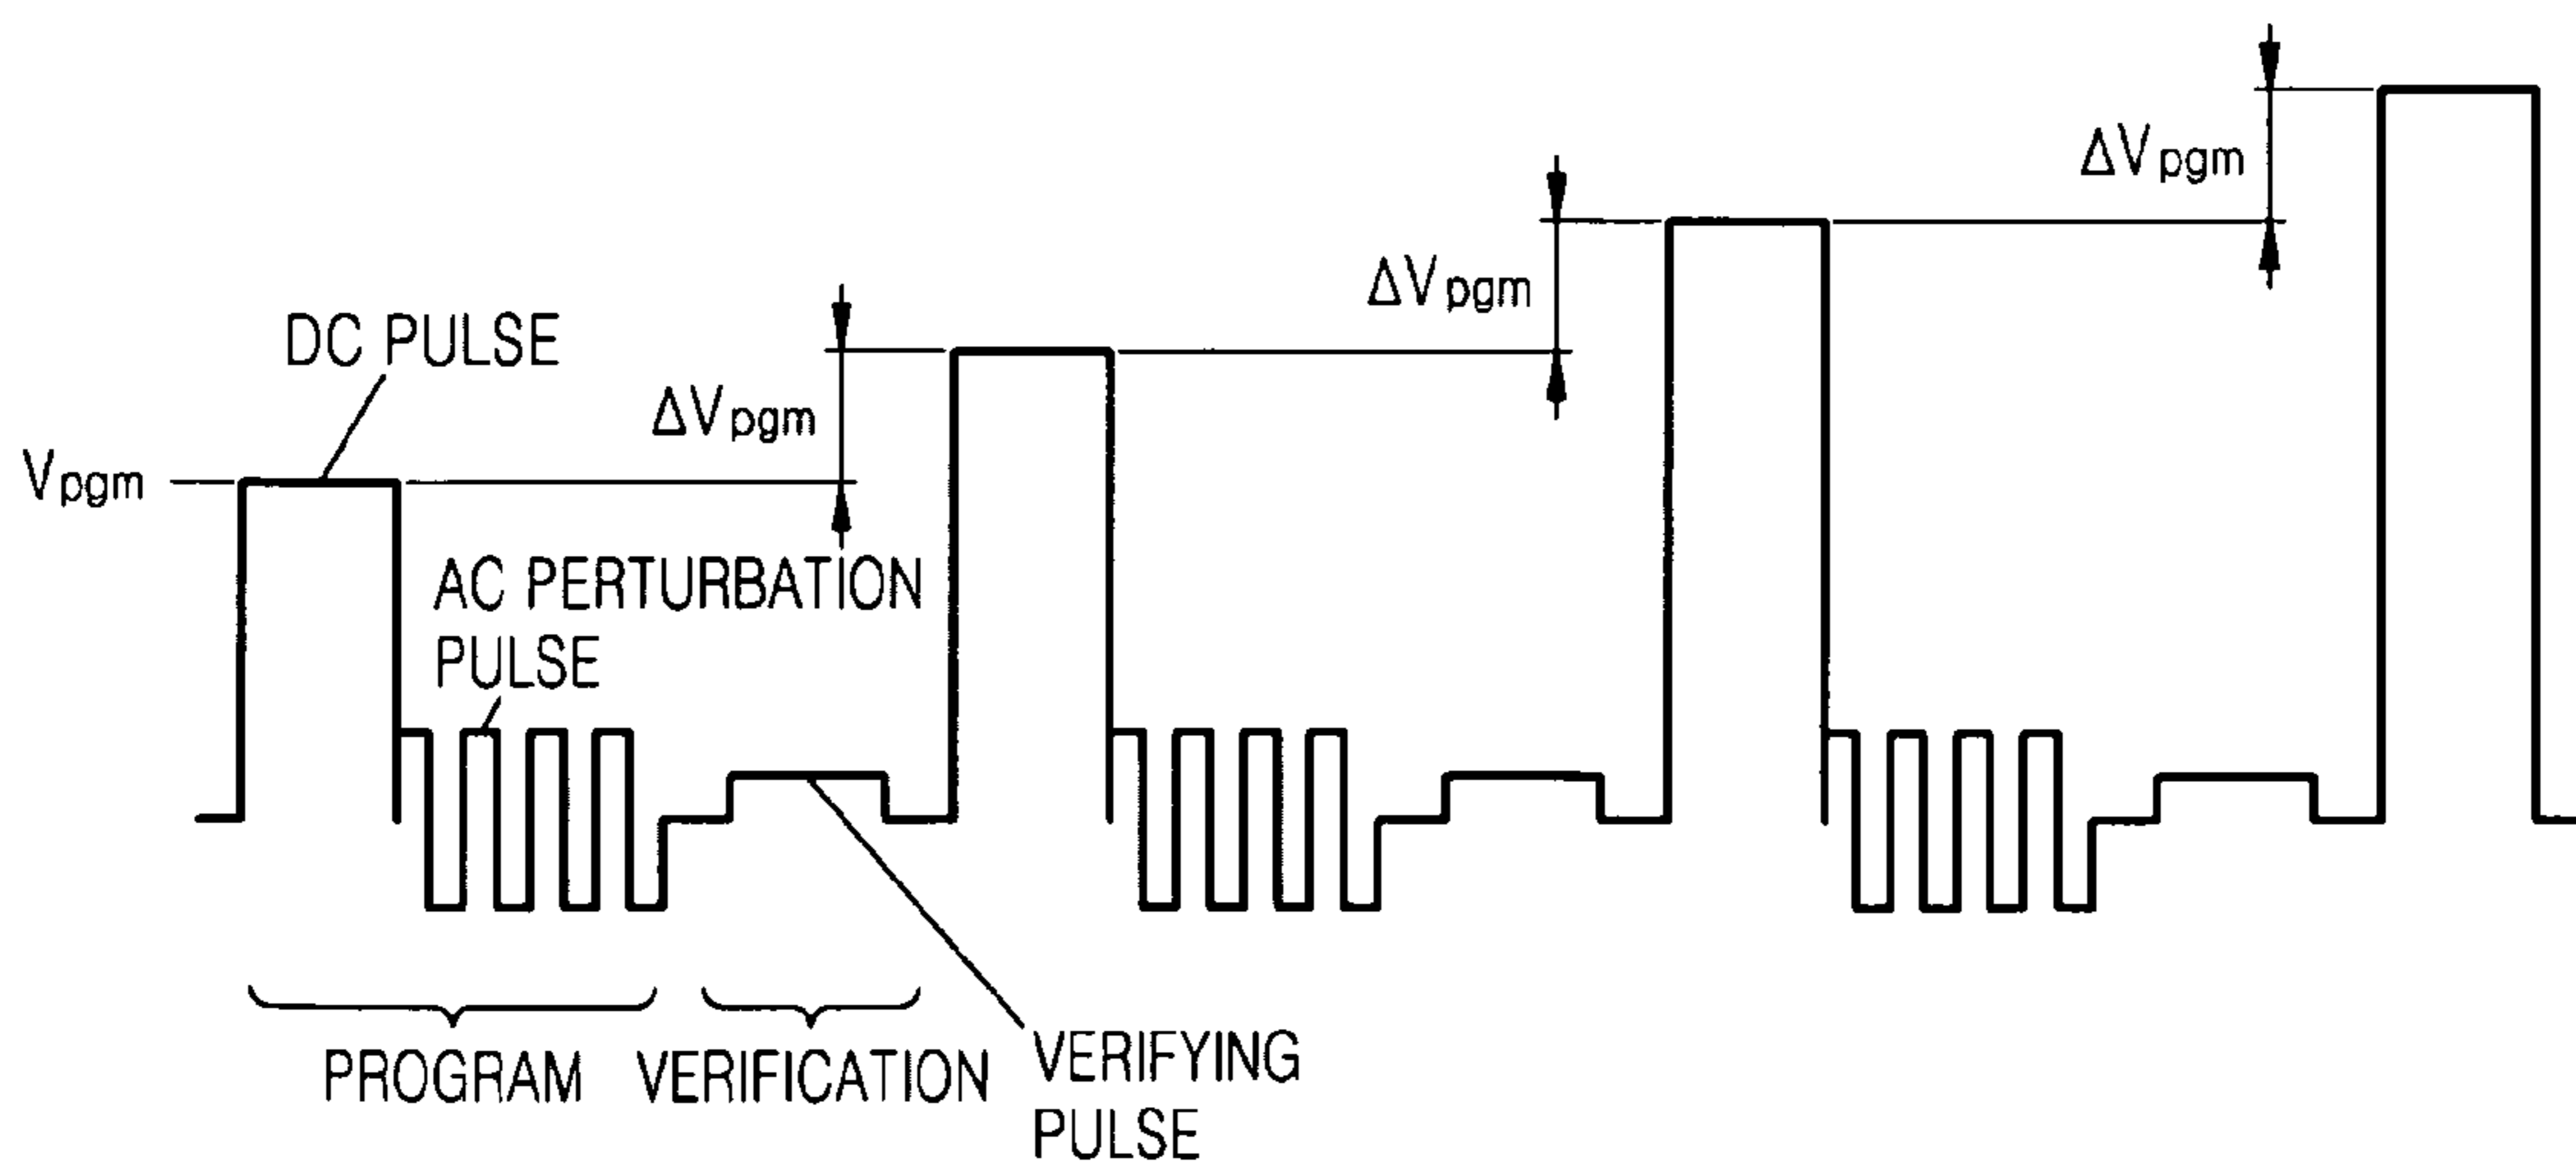 ΔVpgm
ΔVpgm
DC PULSE
ΔVpgm
Vpgm
AC PERTURBATION
PULSE
PROGRAM
VERIFICATION
VERIFYING
PULSE